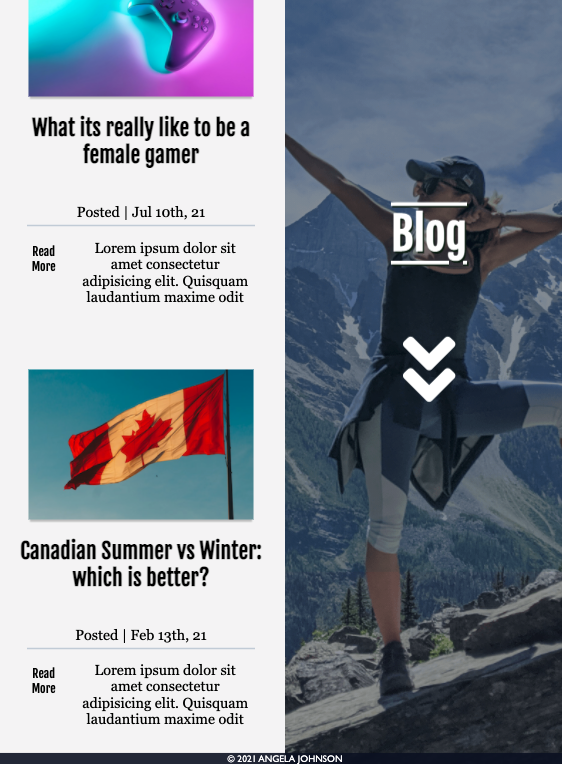 What its really like to be a
female gamer
Posted | Jul 10th, 21
Read
More
Lorem ipsum dolor sit
amet consectetur
adipisicing elit. Quisquam
laudantium maxime odit
Canadian Summer vs Winter:
which is better?
Posted | Feb 13th, 21
Read
More
Lorem ipsum dolor sit
amet consectetur
adipisicing elit. Quisquam
laudantium maxime odit
Blog
© 2021 ANGELA JOHNSON